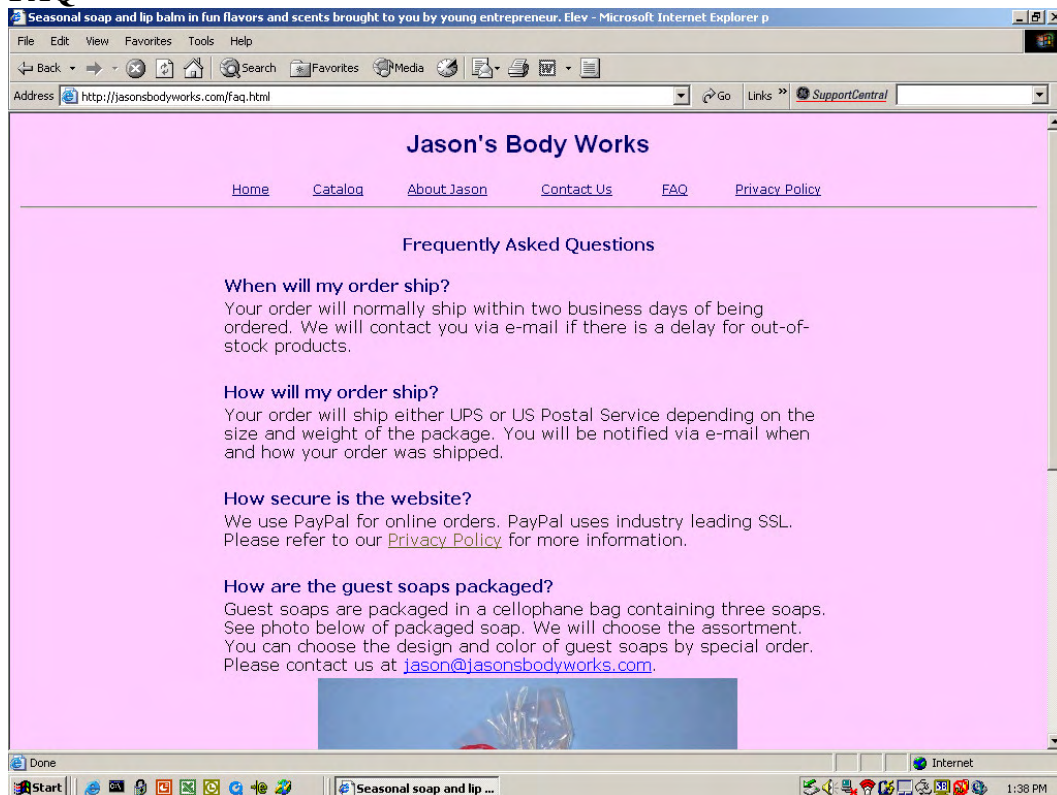 FAQ
Seasonal soap and lip balm in fun flavors and scents brought to you by young entrepreneur. Elev - Microsoft Internet Explorer p
File Edit View Favorites Tools Help
Back Search Favorites Media
Address http://jasonsbodyworks.com/faq.html Go Links » SupportCentral
Jason's Body Works
Home Catalog About Jason Contact Us FAQ Privacy Policy
Frequently Asked Questions
When will my order ship?
Your order will normally ship within two business days of being
ordered. We will contact you via e-mail if there is a delay for out-of-
stock products.
How will my order ship?
Your order will ship either UPS or US Postal Service depending on the
size and weight of the package. You will be notified via e-mail when
and how your order was shipped.
How secure is the website?
We use PayPal for online orders. PayPal uses industry leading SSL.
Please refer to our Privacy Policy for more information.
How are the guest soaps packaged?
Guest soaps are packaged in a cellophane bag containing three soaps.
See photo below of packaged soap. We will choose the assortment.
You can choose the design and color of guest soaps by special order.
Please contact us at jason@jasonsbodyworks.com.
Done Internet
Start Seasonal soap and lip ... 1:38 PM